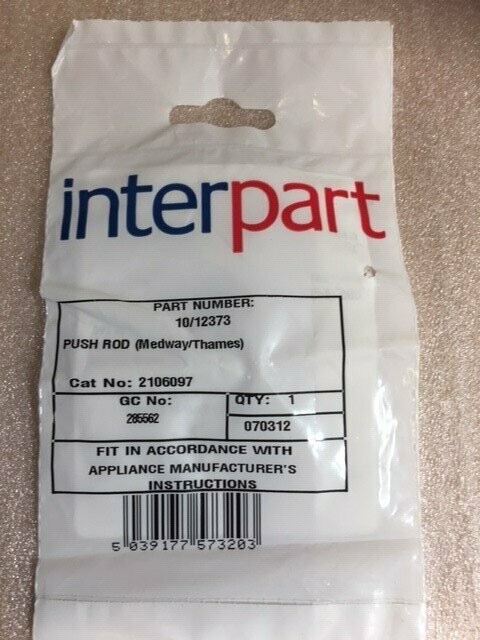 interpart
PART NUMBER:
10/12373
PUSH ROD (Medway/Thames)
Cat No: 2106097
GC No:
285562
QTY: 1
070312
FIT IN ACCORDANCE WITH
APPLIANCE MANUFACTURER'S
INSTRUCTIONS
5 039177 573203